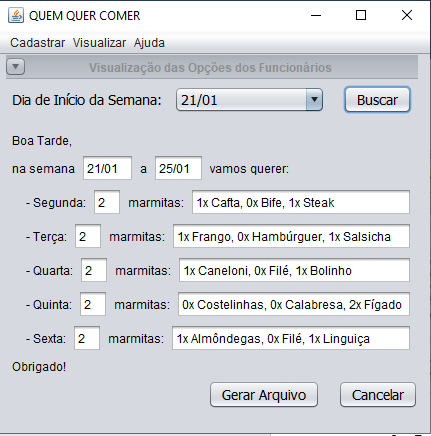 QUEM QUER COMER
Cadastrar Visualizar Ajuda
Visualização das Opções dos Funcionários
Dia de Início da Semana: 21/01 Buscar
Boa Tarde,
na semana 21/01 a 25/01 vamos querer:
- Segunda: 2 marmitas: 1x Cafta, 0x Bife, 1x Steak
- Terça: 2 marmitas: 1x Frango, 0x Hambúrguer, 1x Salsicha
- Quarta: 2 marmitas: 1x Caneloni, 0x Filé, 1x Bolinho
- Quinta: 2 marmitas: 0x Costelinhas, 0x Calabresa, 2x Fígado
- Sexta: 2 marmitas: 1x Almôndegas, 0x Filé, 1x Linguiça
Obrigado!
Gerar Arquivo Cancelar